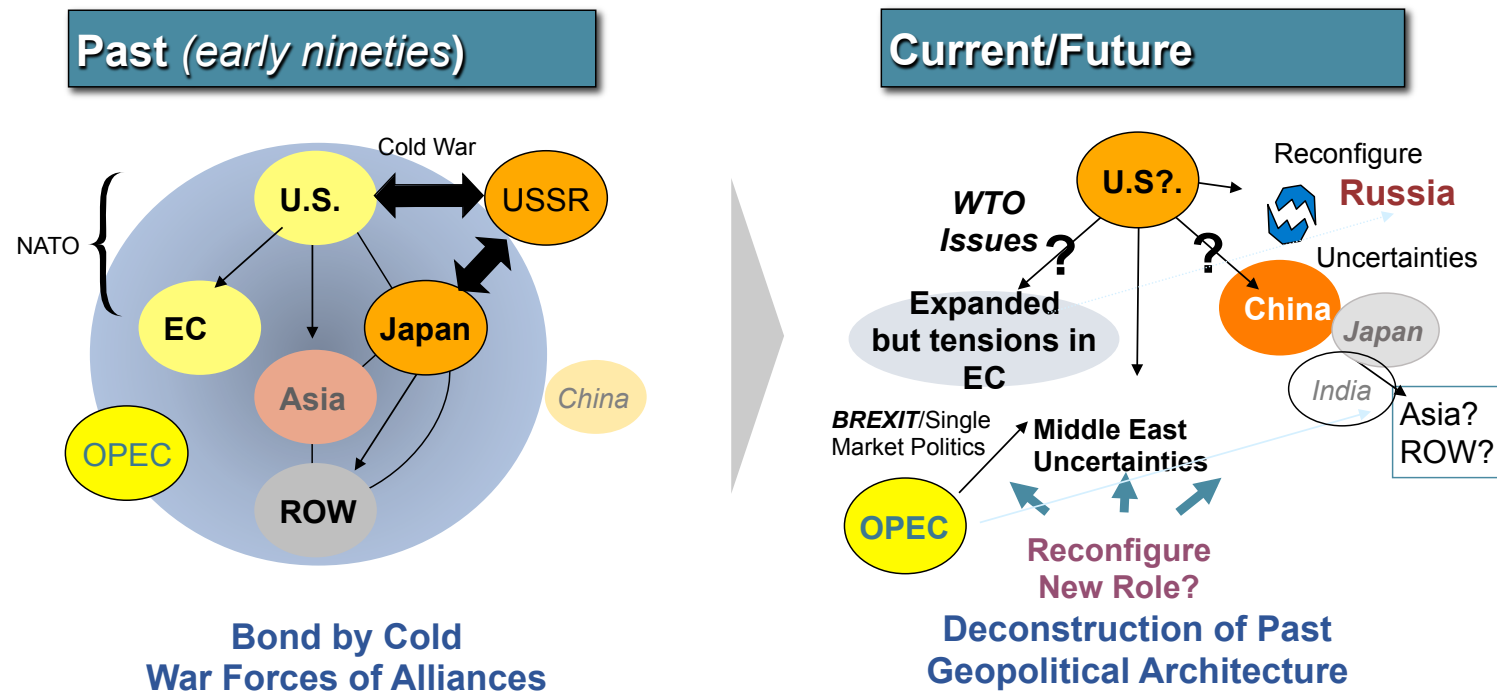 Past (early nineties)
Cold War
U.S.
USSR
NATO
EC
Japan
Asia
China
OPEC
ROW
Bond by Cold
War Forces of Alliances
Current/Future
U.S?.
Reconfigure
Russia
WTO
Issues
?
?
Uncertainties
Expanded
but tensions in
EC
China
Japan
India
Asia?
ROW?
BREXIT/Single
Market Politics
Middle East
Uncertainties
OPEC
Reconfigure
New Role?
Deconstruction of Past
Geopolitical Architecture